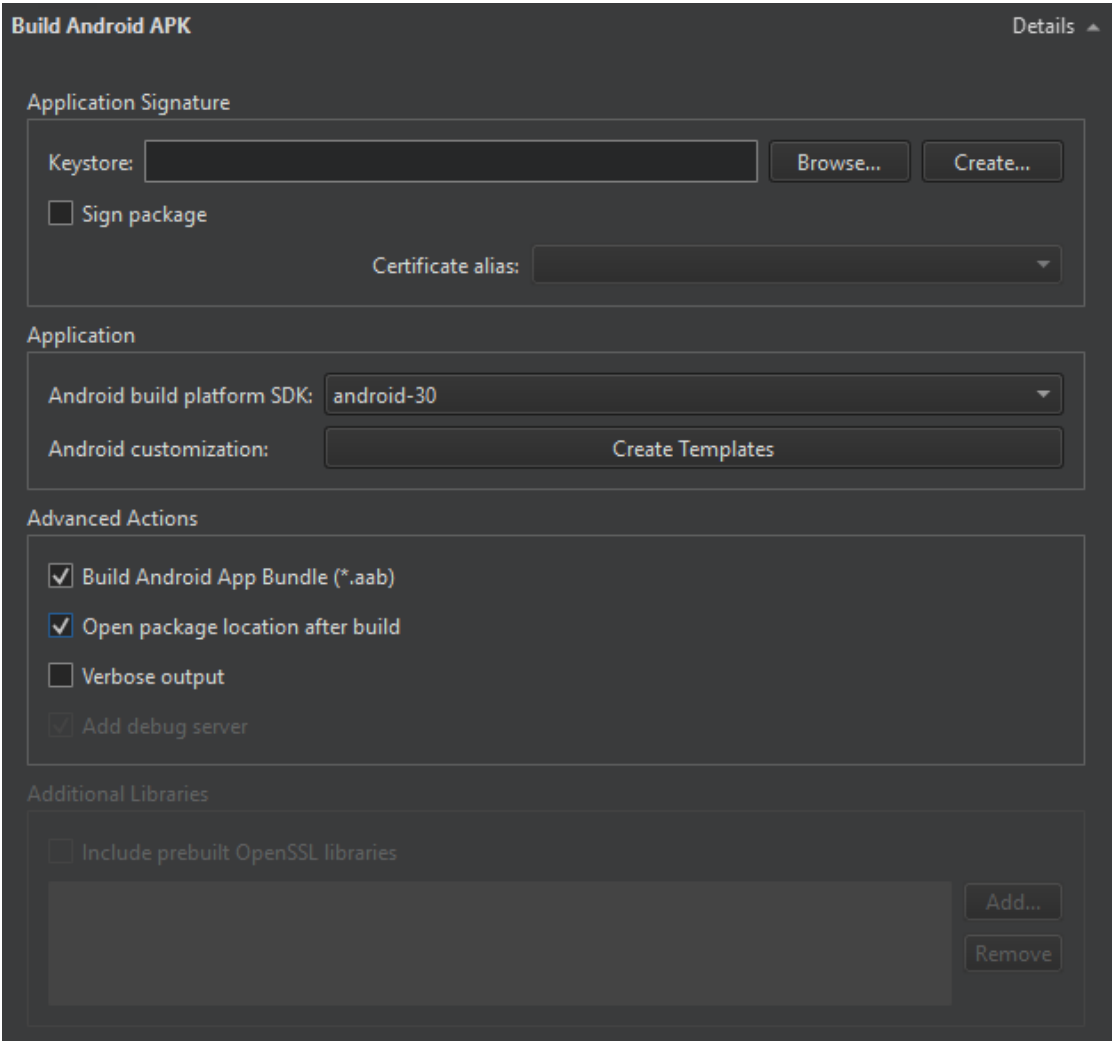 Build Android APK Details
Application Signature
Keystore: Browse... Create...
Sign package
Certificate alias:
Application
Android build platform SDK: android-30
Android customization: Create Templates
Advanced Actions
Build Android App Bundle (*.aab)
Open package location after build
Verbose output
Add debug server
Additional Libraries
Include prebuilt OpenSSL libraries
Add...
Remove